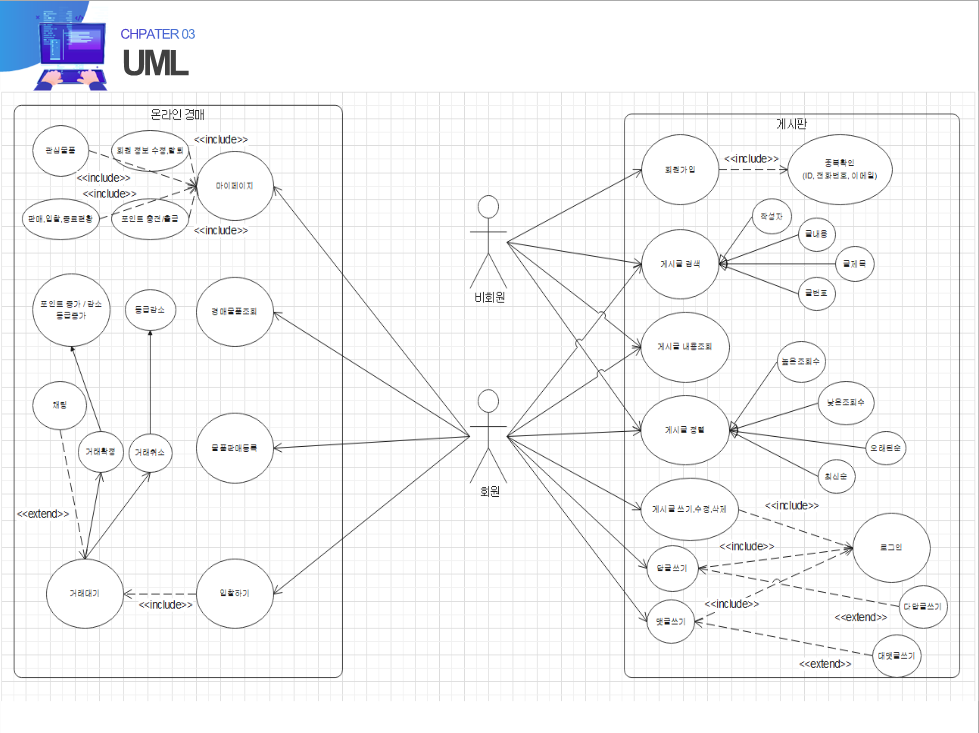 CHPATER 03
UML
온라인 경매
관심물품
회원 정보 수정,탈퇴
<<include>>
마이페이지
<<include>>
<<include>>
판매,입찰,종료현황
포인트 충전/출금
<<include>>
포인트 증가 / 감소
등급증가
등급감소
경매물품조회
채팅
거래확정
거래취소
물품판매등록
<<extend>>
거래대기
<<include>>
입찰하기
비회원
회원
게시판
회원가입
<<include>>
중복확인
(ID, 전화번호, 이메일)
작성자
글내용
게시글 검색
글제목
글번호
게시글 내용조회
높은조회수
낮은조회수
게시글 정렬
오래된순
최신순
게시글 쓰기,수정,삭제
<<include>>
<<include>>
로그인
답글쓰기
<<include>>
다답글쓰기
<<extend>>
댓글쓰기
대댓글쓰기
<<extend>>